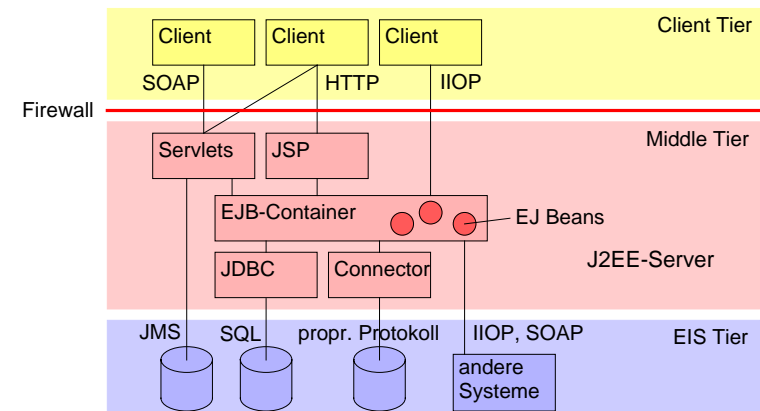 Client Tier
Client Client Client
SOAP HTTP IIOP
Firewall
Middle Tier
Servlets JSP
EJB-Container
EJ Beans
J2EE-Server
JDBC Connector
JMS SQL propr. Protokoll IIOP, SOAP EIS Tier
andere
Systeme